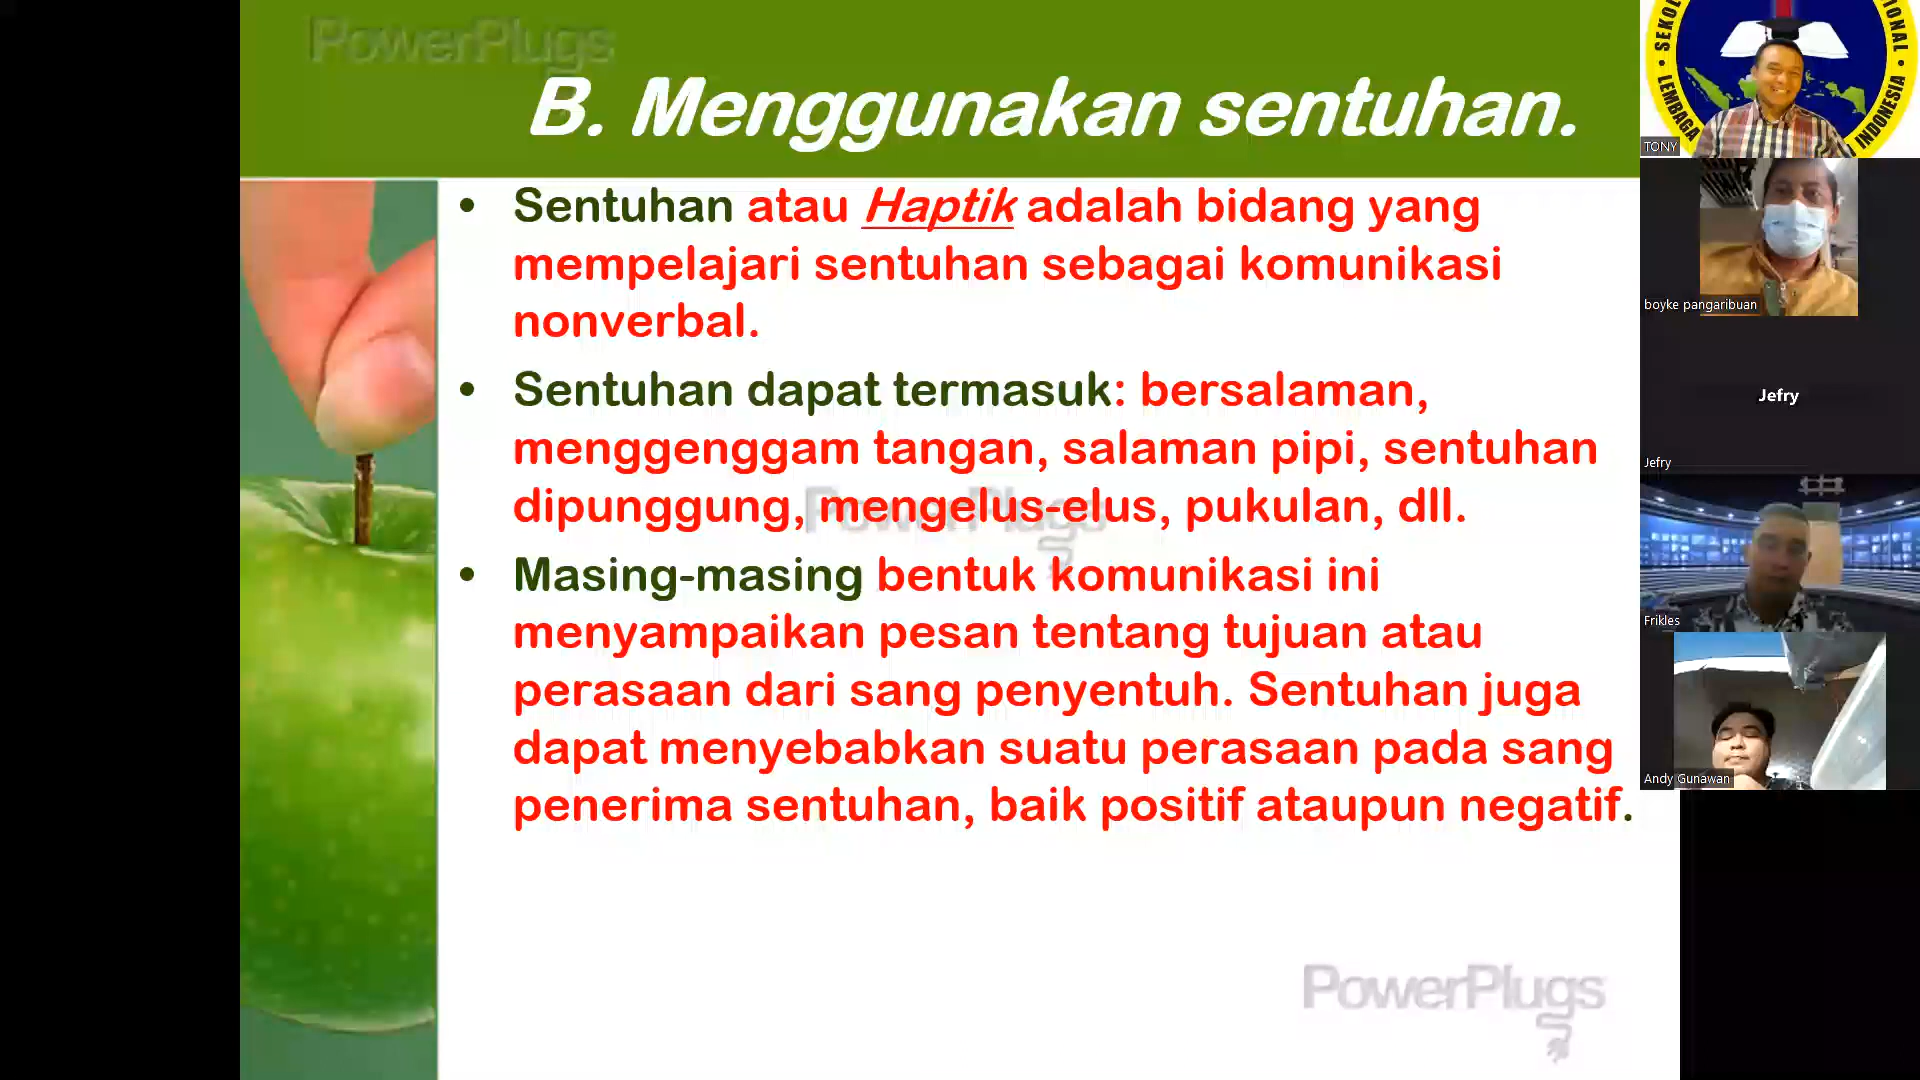 PowerPlugs
B. Menggunakan sentuhan.
• Sentuhan atau Haptik adalah bidang yang
mempelajari sentuhan sebagai komunikasi
nonverbal.
• Sentuhan dapat termasuk: bersalaman,
menggenggam tangan, salaman pipi, sentuhan
dipunggung, mengelus-elus, pukulan, dll.
PowerPlugs
• Masing-masing bentuk komunikasi ini
menyampaikan pesan tentang tujuan atau
perasaan dari sang penyentuh. Sentuhan juga
dapat menyebabkan suatu perasaan pada sang
penerima sentuhan, baik positif ataupun negatif.
PowerPlugs
LEMBAGA
INDONESIA
TONY
boyke pangaribuan
Jefry
Jefry
Frikles
Andy Gunawan